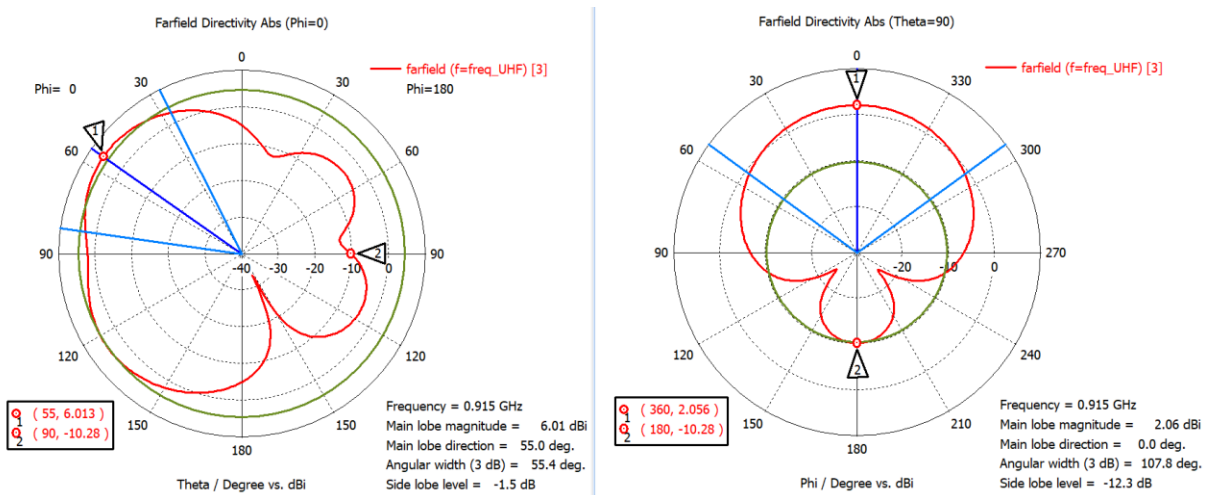 Farfield Directivity Abs (Phi=0)
0
30
30
farfield (f=freq_UHF) [3]
Phi= 0
Phi=180
1
60
60
90
-40
-30
-20
-10
0
2
90
120
120
150
150
180
1 ( 55, 6.013 )
2 ( 90, -10.28 )
Frequency = 0.915 GHz
Main lobe magnitude = 6.01 dBi
Main lobe direction = 55.0 deg.
Angular width (3 dB) = 55.4 deg.
Side lobe level = -1.5 dB
Theta / Degree vs. dBi
Farfield Directivity Abs (Theta=90)
0
1
30
330
farfield (f=freq_UHF) [3]
60
300
90
-20
-10
0
270
120
240
2
150
210
180
1 ( 360, 2.056 )
2 ( 180, -10.28 )
Frequency = 0.915 GHz
Main lobe magnitude = 2.06 dBi
Main lobe direction = 0.0 deg.
Angular width (3 dB) = 107.8 deg.
Side lobe level = -12.3 dB
Phi / Degree vs. dBi